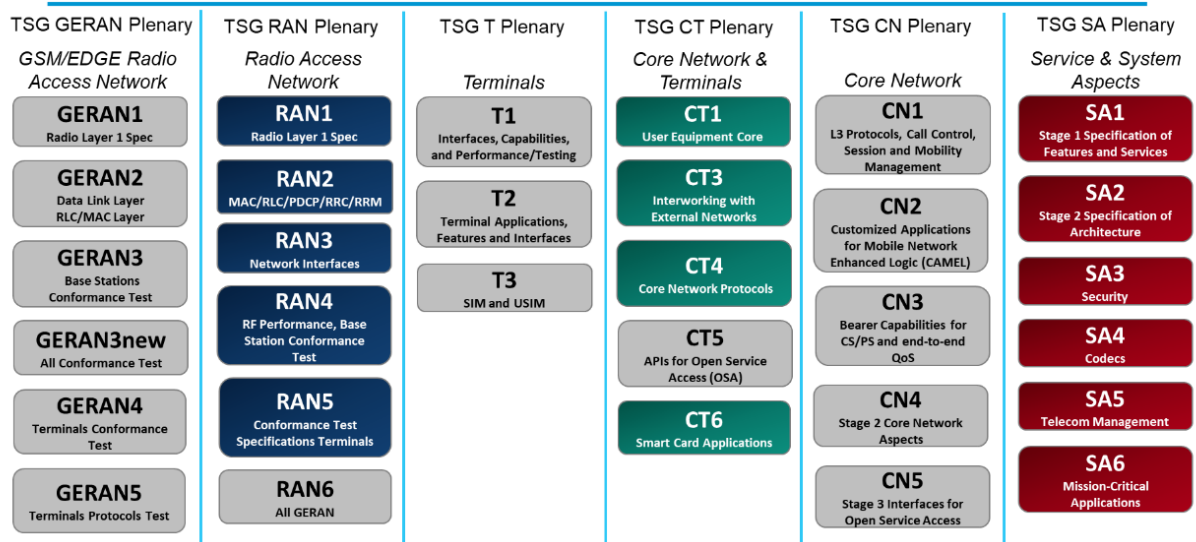 TSG GERAN Plenary
GSM/EDGE Radio
Access Network
GERAN1
Radio Layer 1 Spec
GERAN2
Data Link Layer
RLC/MAC Layer
GERAN3
Base Stations
Conformance Test
GERAN3new
All Conformance Test
GERAN4
Terminals Conformance
Test
GERAN5
Terminals Protocols Test
TSG RAN Plenary
Radio Access
Network
RAN1
Radio Layer 1 Spec
RAN2
MAC/RLC/PDCP/RRC/RRM
RAN3
Network Interfaces
RAN4
RF Performance, Base
Station Conformance
Test
RAN5
Conformance Test
Specifications Terminals
RAN6
All GERAN
TSG T Plenary
Terminals
T1
Interfaces, Capabilities,
and Performance/Testing
T2
Terminal Applications,
Features and Interfaces
T3
SIM and USIM
TSG CT Plenary
Core Network &
Terminals
CT1
User Equipment Core
CT3
Interworking with
External Networks
CT4
Core Network Protocols
CT5
APIs for Open Service
Access (OSA)
CT6
Smart Card Applications
TSG CN Plenary
Core Network
CN1
L3 Protocols, Call Control,
Session and Mobility
Management
CN2
Customized Applications
for Mobile Network
Enhanced Logic (CAMEL)
CN3
Bearer Capabilities for
CS/PS and end-to-end
QoS
CN4
Stage 2 Core Network
Aspects
CN5
Stage 3 Interfaces for
Open Service Access
TSG SA Plenary
Service & System
Aspects
SA1
Stage 1 Specification of
Features and Services
SA2
Stage 2 Specification of
Architecture
SA3
Security
SA4
Codecs
SA5
Telecom Management
SA6
Mission-Critical
Applications